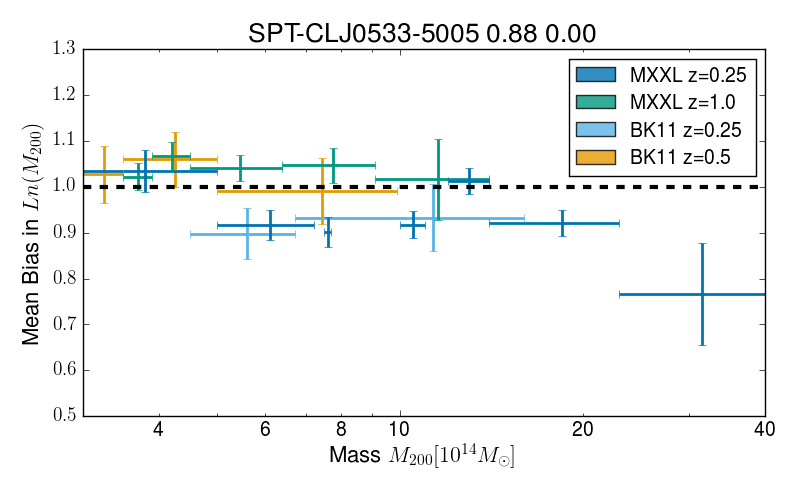 SPT-CLJ0533-5005 0.88 0.00
1.3
1.2
1.1
1.0
0.9
0.8
0.7
0.6
0.5
Mean Bias in Ln(M₂₀₀)
MXXL z=0.25
MXXL z=1.0
BK11 z=0.25
BK11 z=0.5
4 6 8 10 20 40
Mass M₂₀₀[10¹⁴M☉]